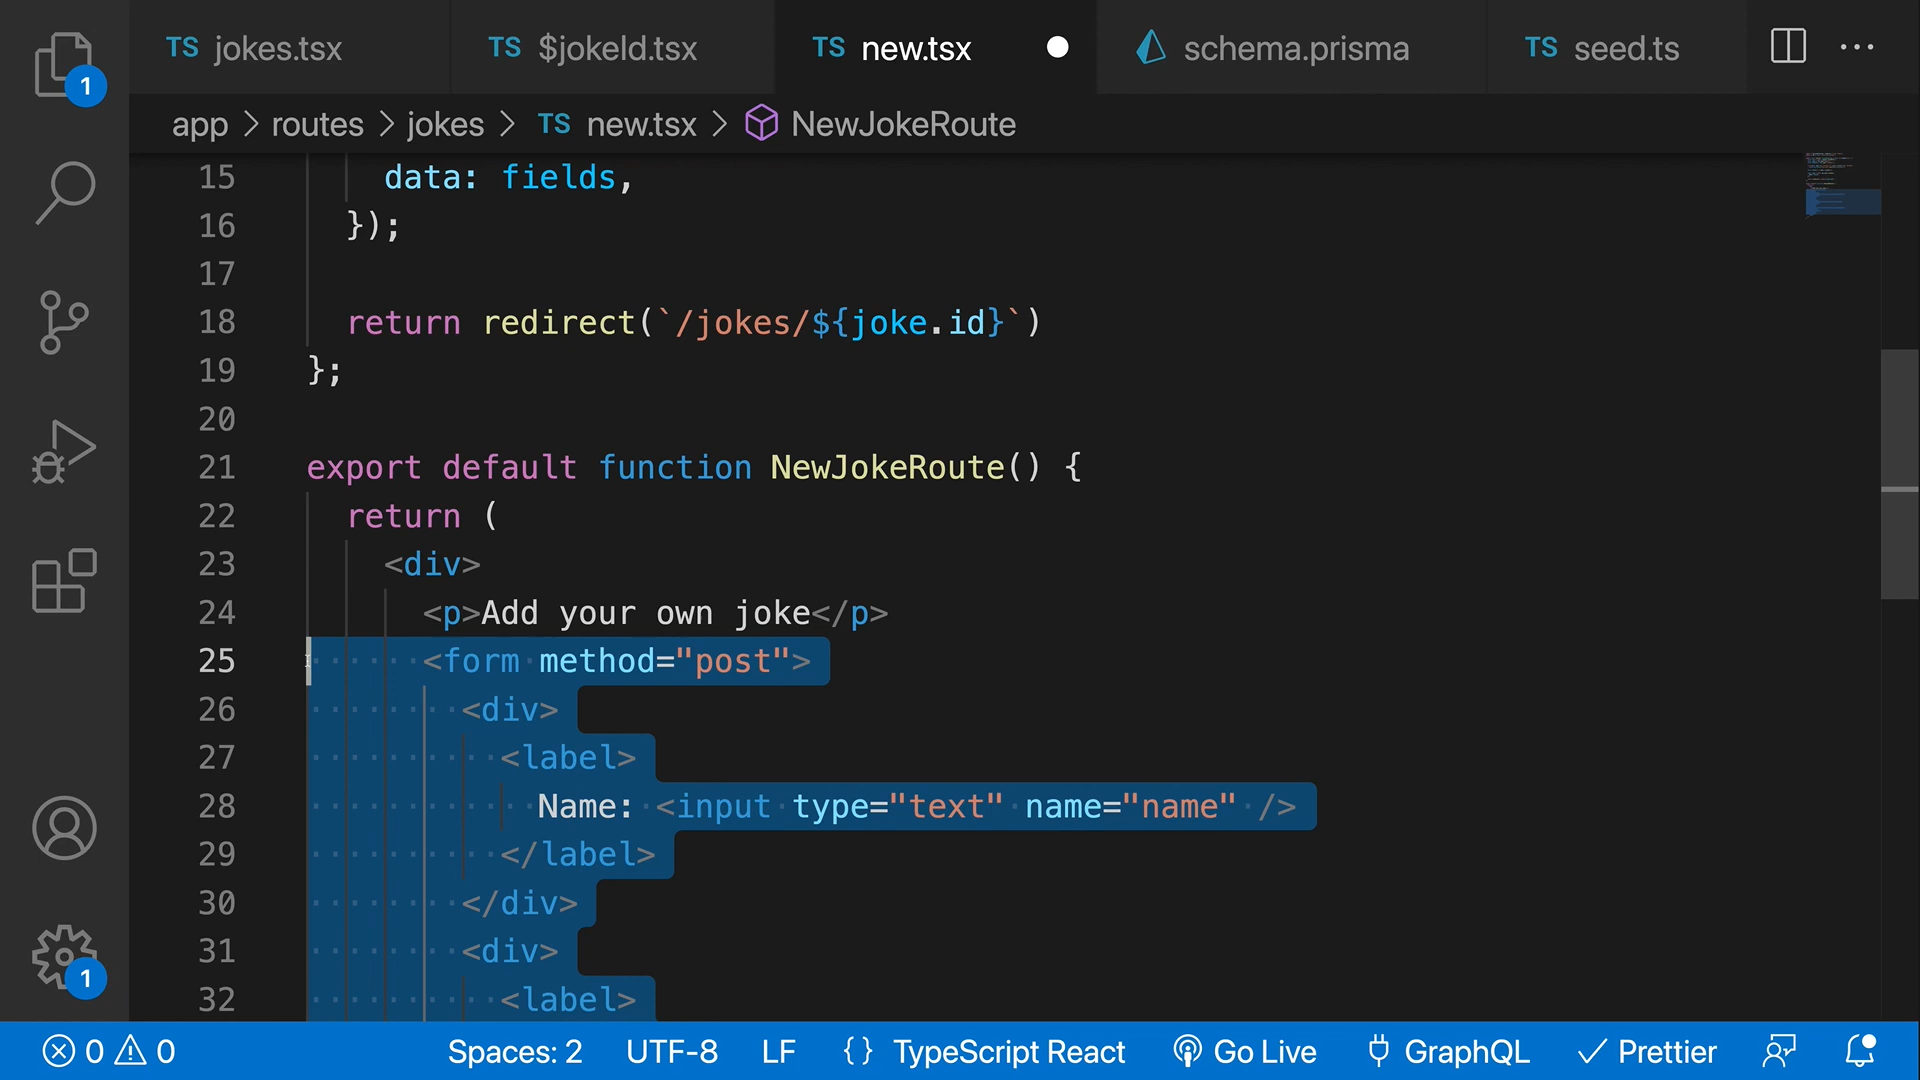 TS jokes.tsx
TS $jokeId.tsx
TS new.tsx
schema.prisma
TS seed.ts
1
app > routes > jokes > TS new.tsx > NewJokeRoute
15 data: fields,
16 });
17
18 return redirect(`/jokes/${joke.id}`)
19 };
20
21 export default function NewJokeRoute() {
22 return (
23 <div>
24 <p>Add your own joke</p>
25 <form method="post">
26 <div>
27 <label>
28 Name: <input type="text" name="name" />
29 </label>
30 </div>
31 <div>
32 <label>
1
0 0 Spaces: 2 UTF-8 LF {} TypeScript React Go Live GraphQL Prettier